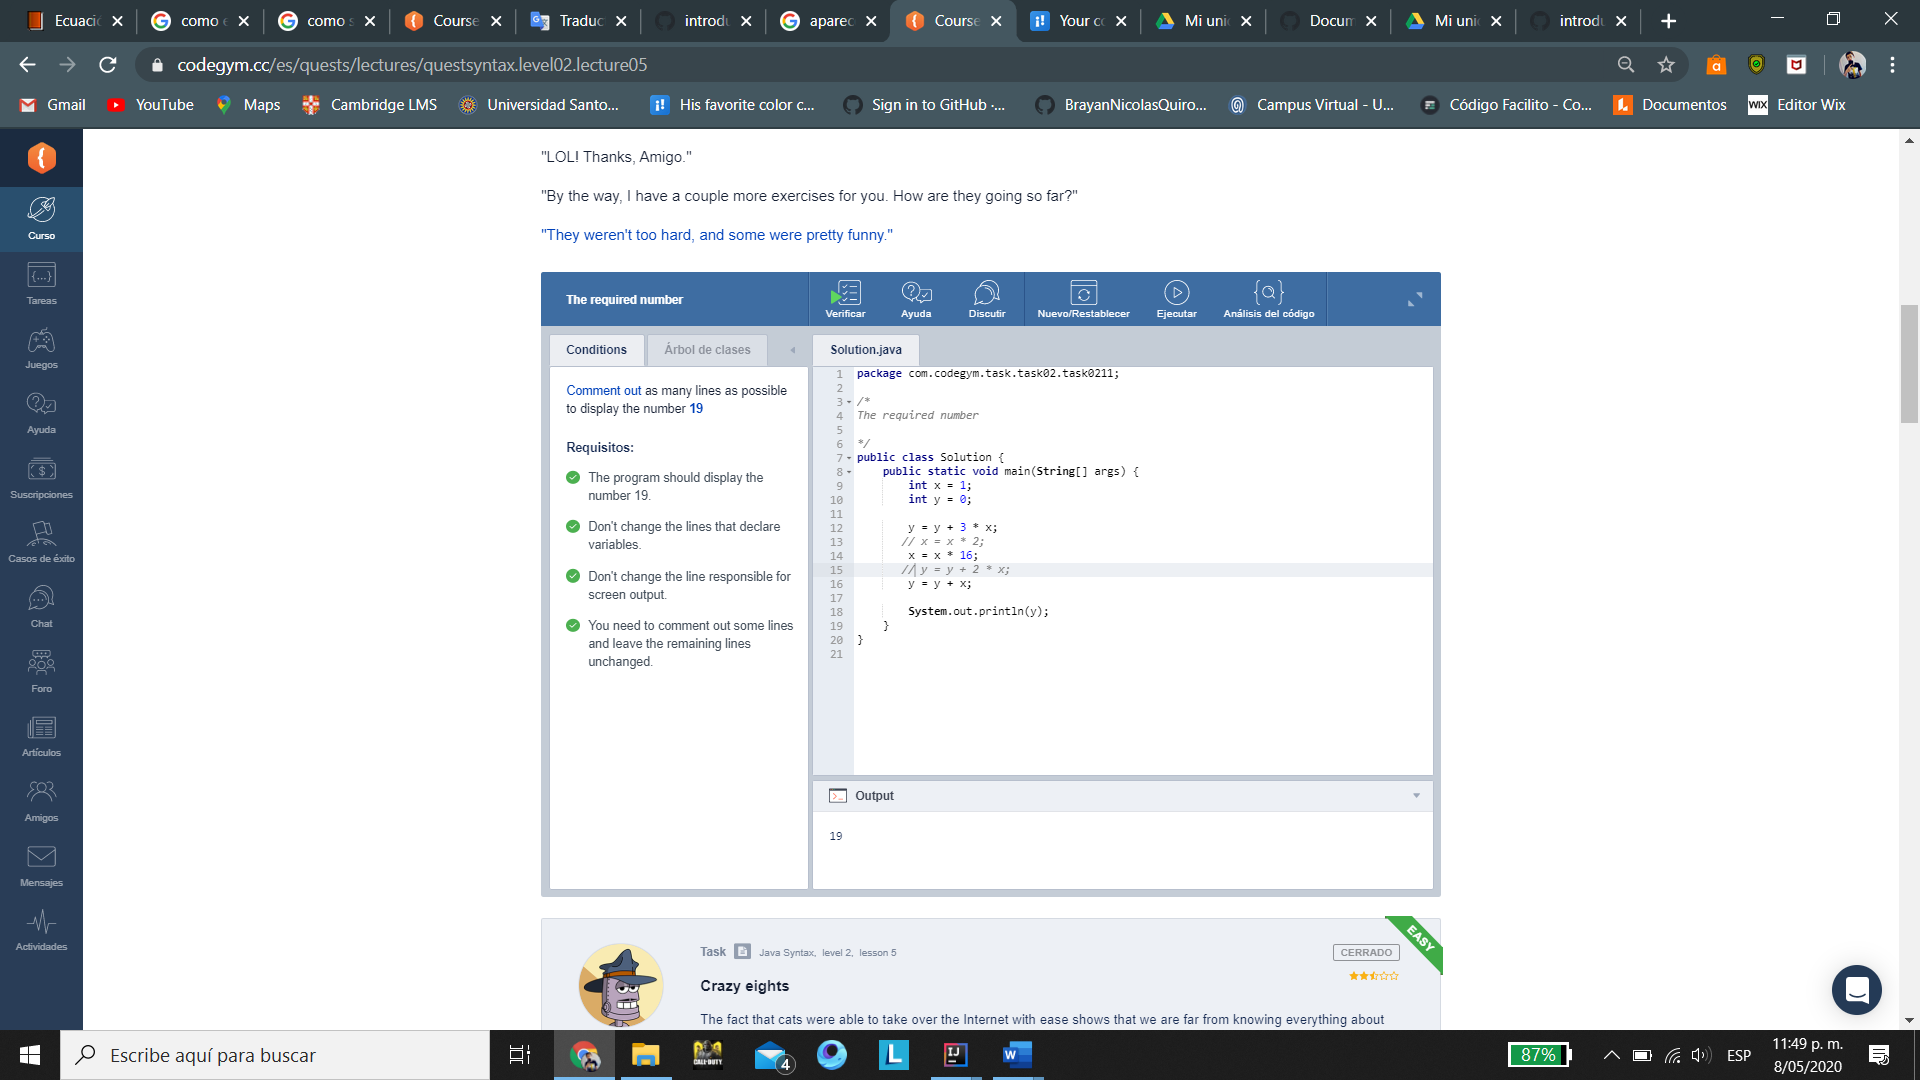 Ecuaci
como e
como s
Course
Traduc
introdu
apareo
Course
Your co
Mi uni
Docum
Mi uni
introdu
codegym.cc/es/quests/lectures/questsyntax.level02.lecture05
Gmail
YouTube
Maps
Cambridge LMS
Universidad Santo...
His favorite color c...
Sign in to GitHub ·...
BrayanNicolasQuiro...
Campus Virtual - U...
Código Facilito - Co...
Documentos
WIX Editor Wix
Curso
Tareas
Juegos
Ayuda
Suscripciones
Casos de éxito
Chat
Foro
Artículos
Amigos
Mensajes
Actividades
"LOL! Thanks, Amigo."
"By the way, I have a couple more exercises for you. How are they going so far?"
"They weren't too hard, and some were pretty funny."
The required number
Verificar
Ayuda
Discutir
Nuevo/Restablecer
Ejecutar
Análisis del código
Conditions
Árbol de clases
Comment out as many lines as possible
to display the number 19
Requisitos:
The program should display the
number 19.
Don't change the lines that declare
variables.
Don't change the line responsible for
screen output.
You need to comment out some lines
and leave the remaining lines
unchanged.
Solution.java
1 package com.codegym.task.task02.task0211;
2
3 /*
4 The required number
5
6 */
7 public class Solution {
8 public static void main(String[] args) {
9 int x = 1;
10 int y = 0;
11
12 y = y + 3 * x;
13 // x = x * 2;
14 x = x * 16;
15 // y = y + 2 * x;
16 y = y + x;
17
18 System.out.println(y);
19 }
20 }
21
Output
19
Task Java Syntax, level 2, lesson 5
CERRADO
EASY
Crazy eights
The fact that cats were able to take over the Internet with ease shows that we are far from knowing everything about
Escribe aquí para buscar
CALL OF DUTY
4
L
IJ
W
87%
ESP
11:49 p. m.
8/05/2020